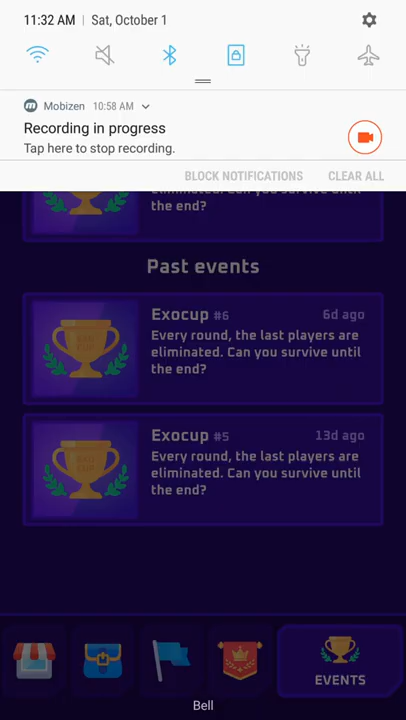 11:32 AM | Sat, October 1
Mobizen 10:58 AM
Recording in progress
Tap here to stop recording.
BLOCK NOTIFICATIONS CLEAR ALL
eliminated. Can you survive until
the end?
Past events
Exocup #6 6d ago
Every round, the last players are
eliminated. Can you survive until
the end?
Exocup #5 13d ago
Every round, the last players are
eliminated. Can you survive until
the end?
EVENTS
Bell